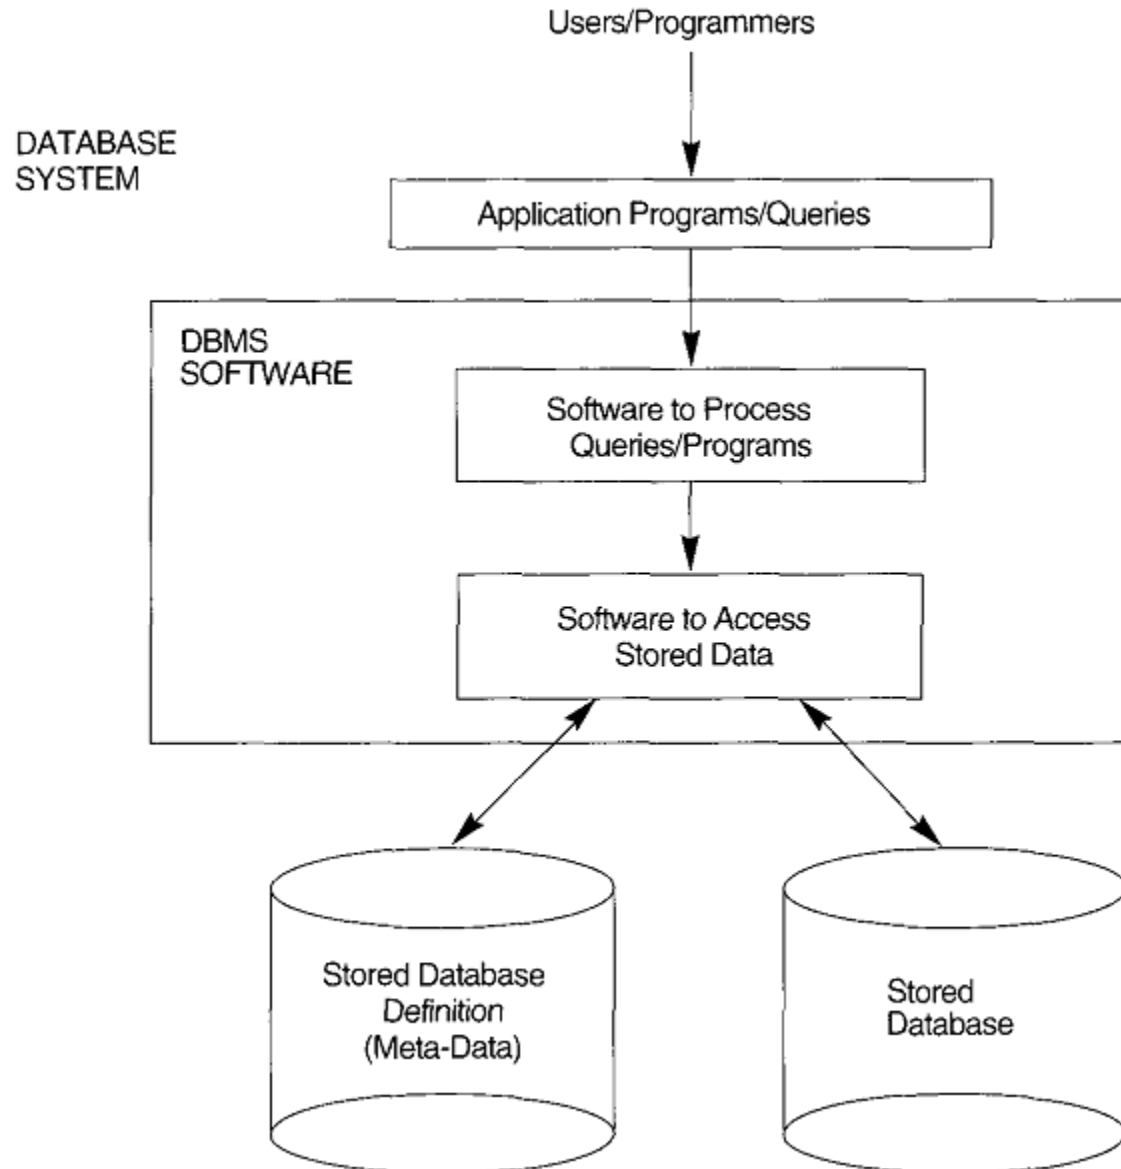 Users/Programmers
DATABASE
SYSTEM
Application Programs/Queries
DBMS
SOFTWARE
Software to Process
Queries/Programs
Software to Access
Stored Data
Stored Database
Definition
(Meta-Data)
Stored
Database